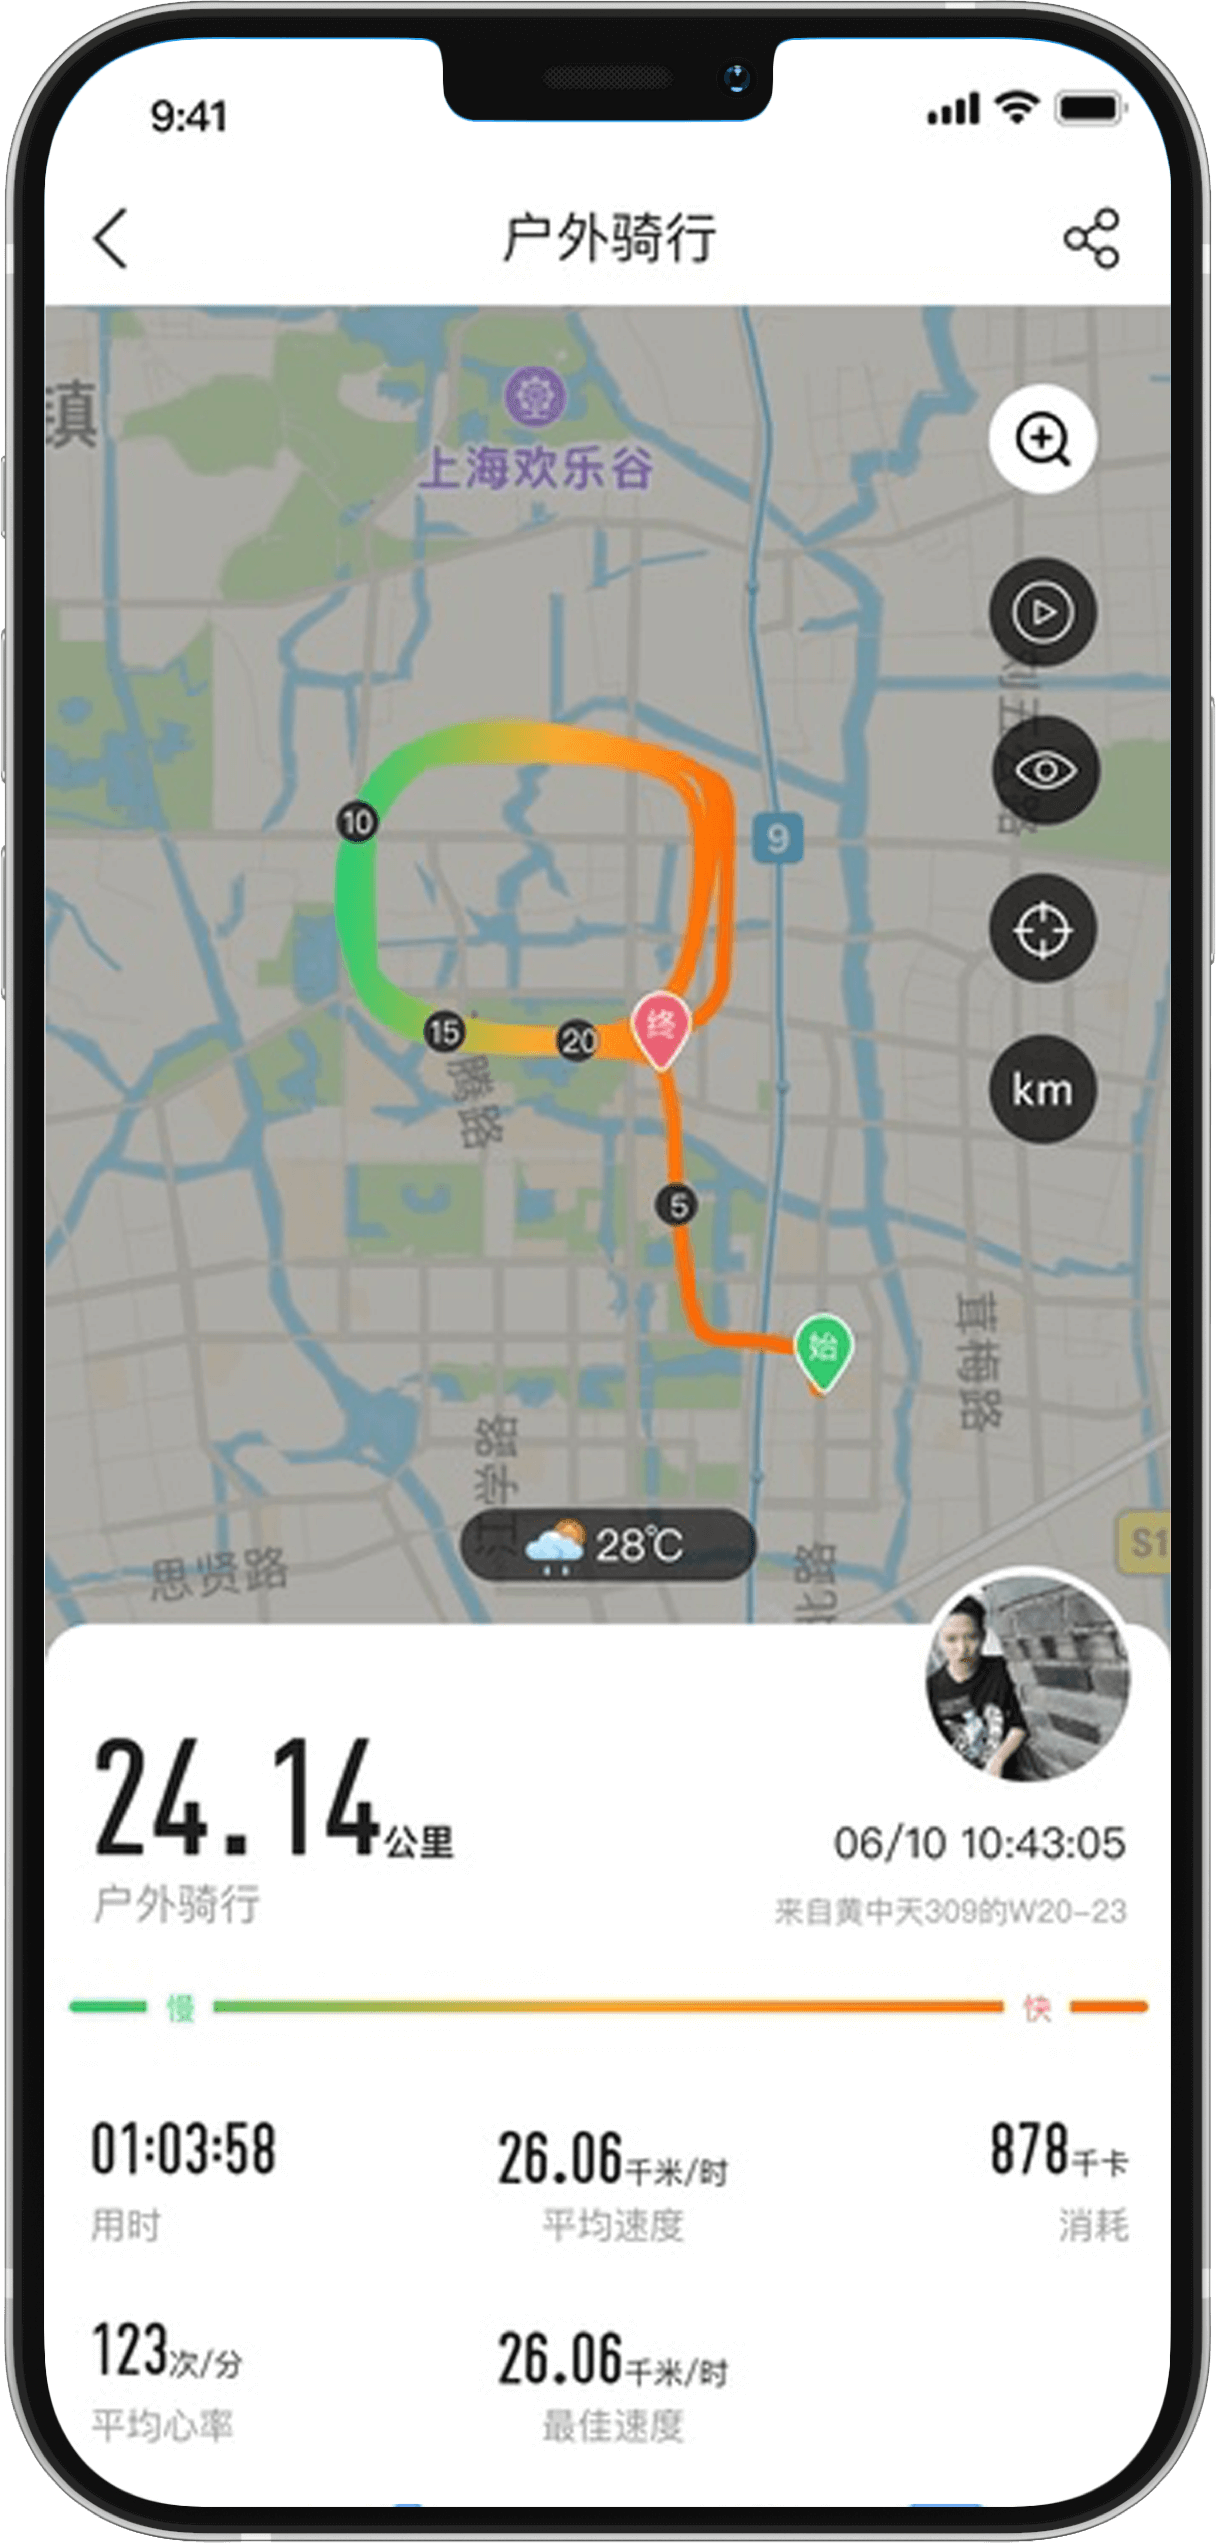 9:41
户外骑行
镇
上海欢乐谷
10
9
15
20
终
km
腾路
5
始
茸梅路
28℃
S1
思贤路
北路
24.14公里
06/10 10:43:05
户外骑行
来自黄中天309的W20-23
慢
快
01:03:58
26.06千米/时
878千卡
用时
平均速度
消耗
123次/分
26.06千米/时
平均心率
最佳速度